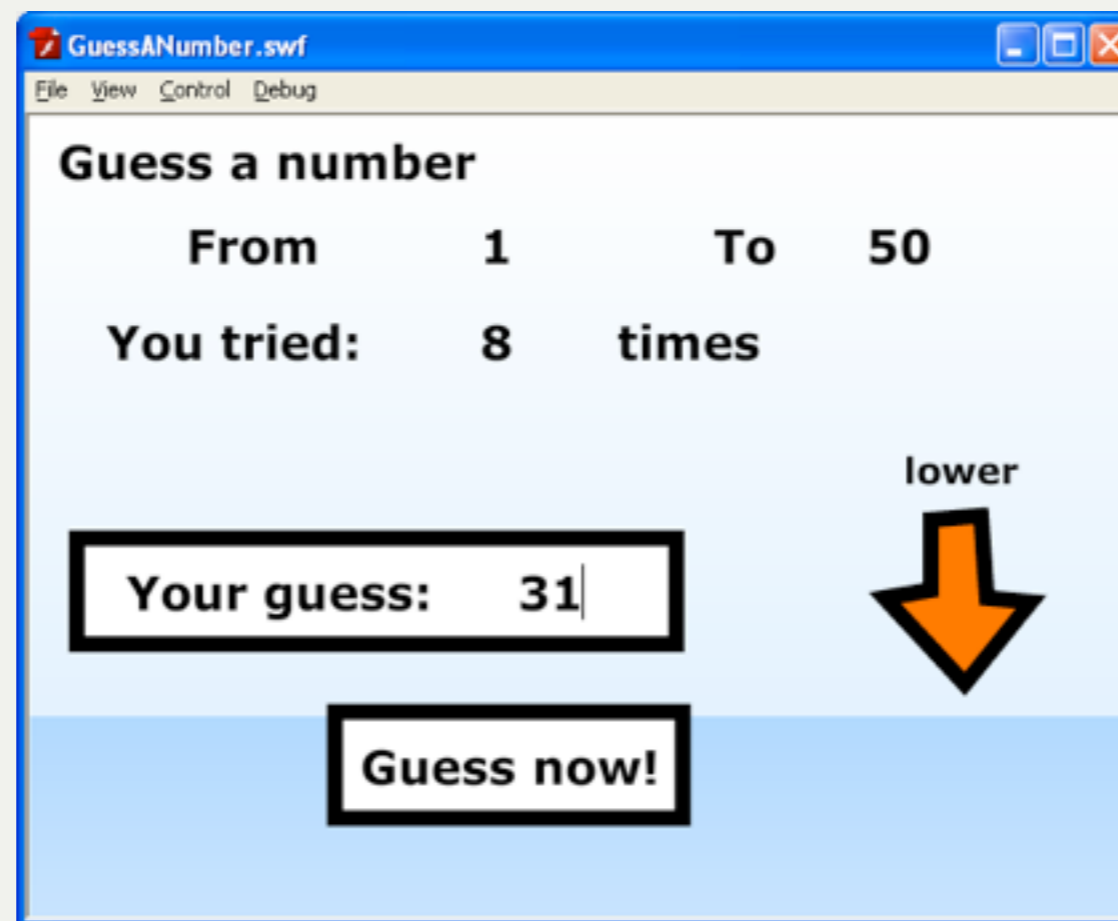 GuessANumber.swf
File View Control Debug
Guess a number
From 1 To 50
You tried: 8 times
lower
Your guess: 31
Guess now!